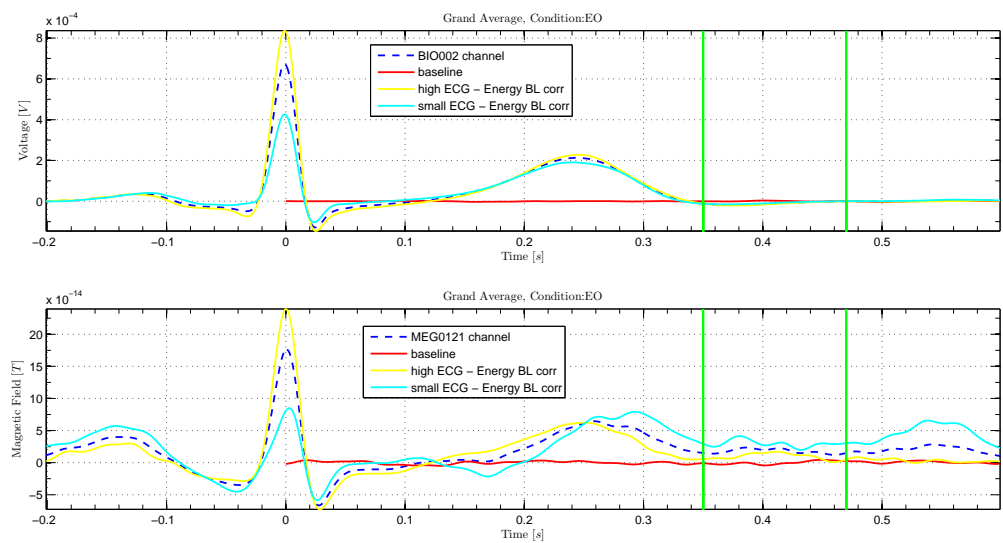 x 10⁻⁴
Grand Average, Condition:EO
8
6
4
2
0
Voltage [V]
BIO002 channel
baseline
high ECG − Energy BL corr
small ECG − Energy BL corr
−0.2
−0.1
0
0.1
0.2
0.3
0.4
0.5
Time [s]
x 10⁻¹⁴
Grand Average, Condition:EO
20
15
10
5
0
−5
Magnetic Field [T]
MEG0121 channel
baseline
high ECG − Energy BL corr
small ECG − Energy BL corr
−0.2
−0.1
0
0.1
0.2
0.3
0.4
0.5
Time [s]